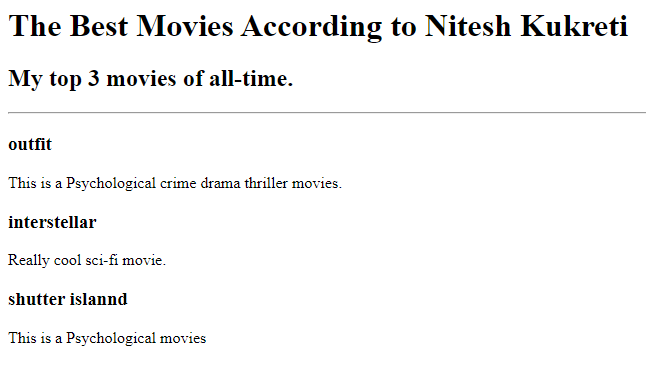 The Best Movies According to Nitesh Kukreti
My top 3 movies of all-time.
outfit
This is a Psychological crime drama thriller movies.
interstellar
Really cool sci-fi movie.
shutter islannd
This is a Psychological movies